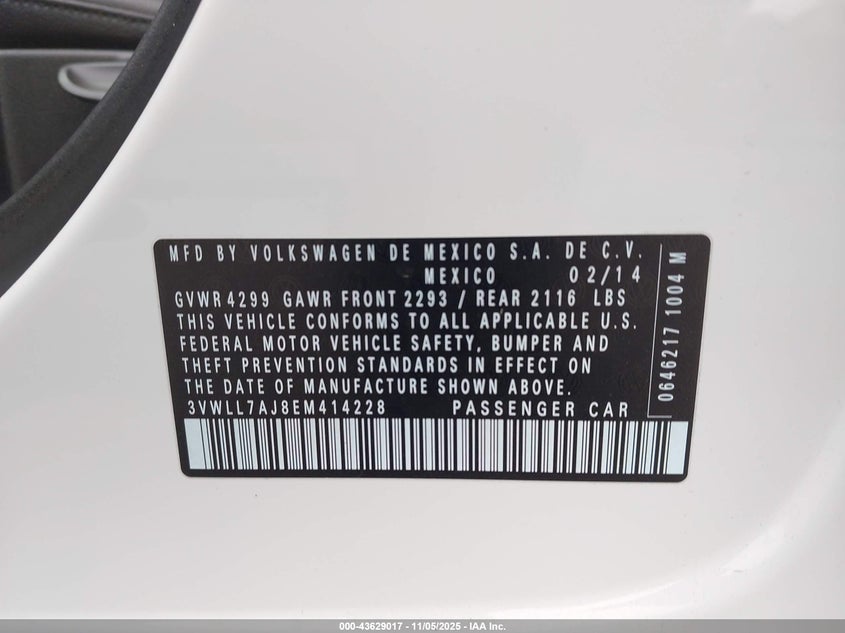 MFD BY VOLKSWAGEN DE MEXICO S.A. DE C.V.
MEXICO 02/14
GVWR 4299 GAWR FRONT 2293 / REAR 2116 LBS
THIS VEHICLE CONFORMS TO ALL APPLICABLE U.S.
FEDERAL MOTOR VEHICLE SAFETY, BUMPER AND
THEFT PREVENTION STANDARDS IN EFFECT ON
THE DATE OF MANUFACTURE SHOWN ABOVE.
3VWLL7AJ8EM414228 PASSENGER CAR
0646217 1004 M
000-43629017 - 11/05/2025 - IAA Inc.